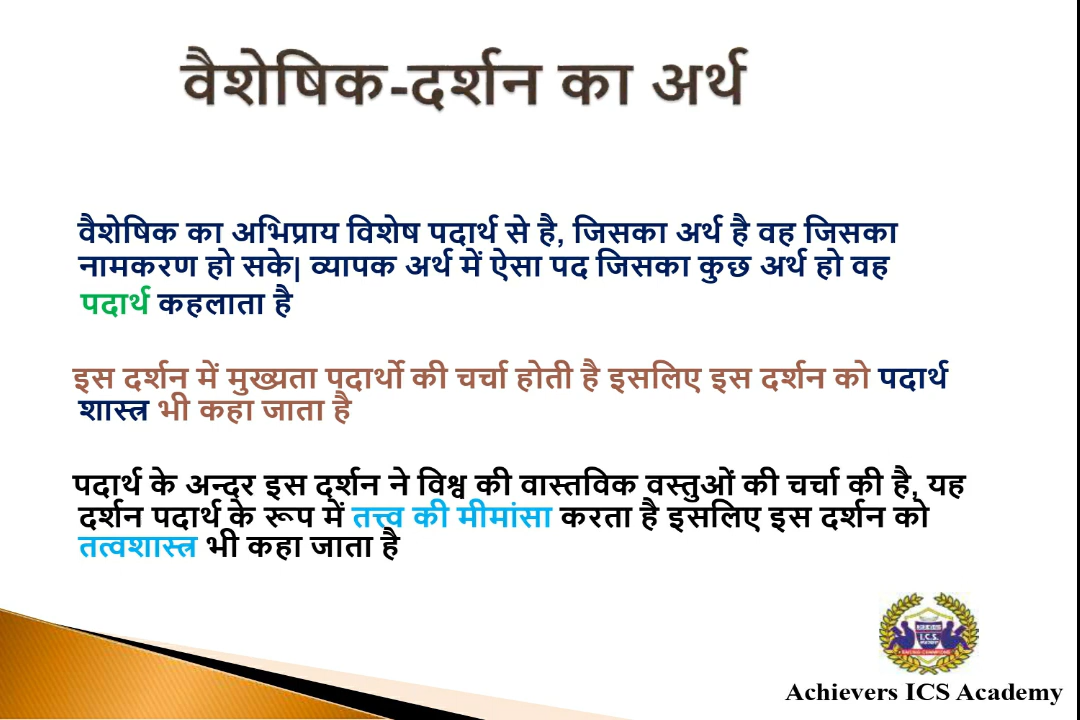 वैशेषिक-दर्शन का अर्थ
वैशेषिक का अभिप्राय विशेष पदार्थ से है, जिसका अर्थ है वह जिसका
नामकरण हो सके| व्यापक अर्थ में ऐसा पद जिसका कुछ अर्थ हो वह
पदार्थ कहलाता है
इस दर्शन में मुख्यता पदार्थो की चर्चा होती है इसलिए इस दर्शन को पदार्थ
शास्त्र भी कहा जाता है
पदार्थ के अन्दर इस दर्शन ने विश्व की वास्तविक वस्तुओं की चर्चा की है, यह
दर्शन पदार्थ के रूप में तत्त्व की मीमांसा करता है इसलिए इस दर्शन को
तत्वशास्त्र भी कहा जाता है
I.C.S.
Achievers ICS Academy